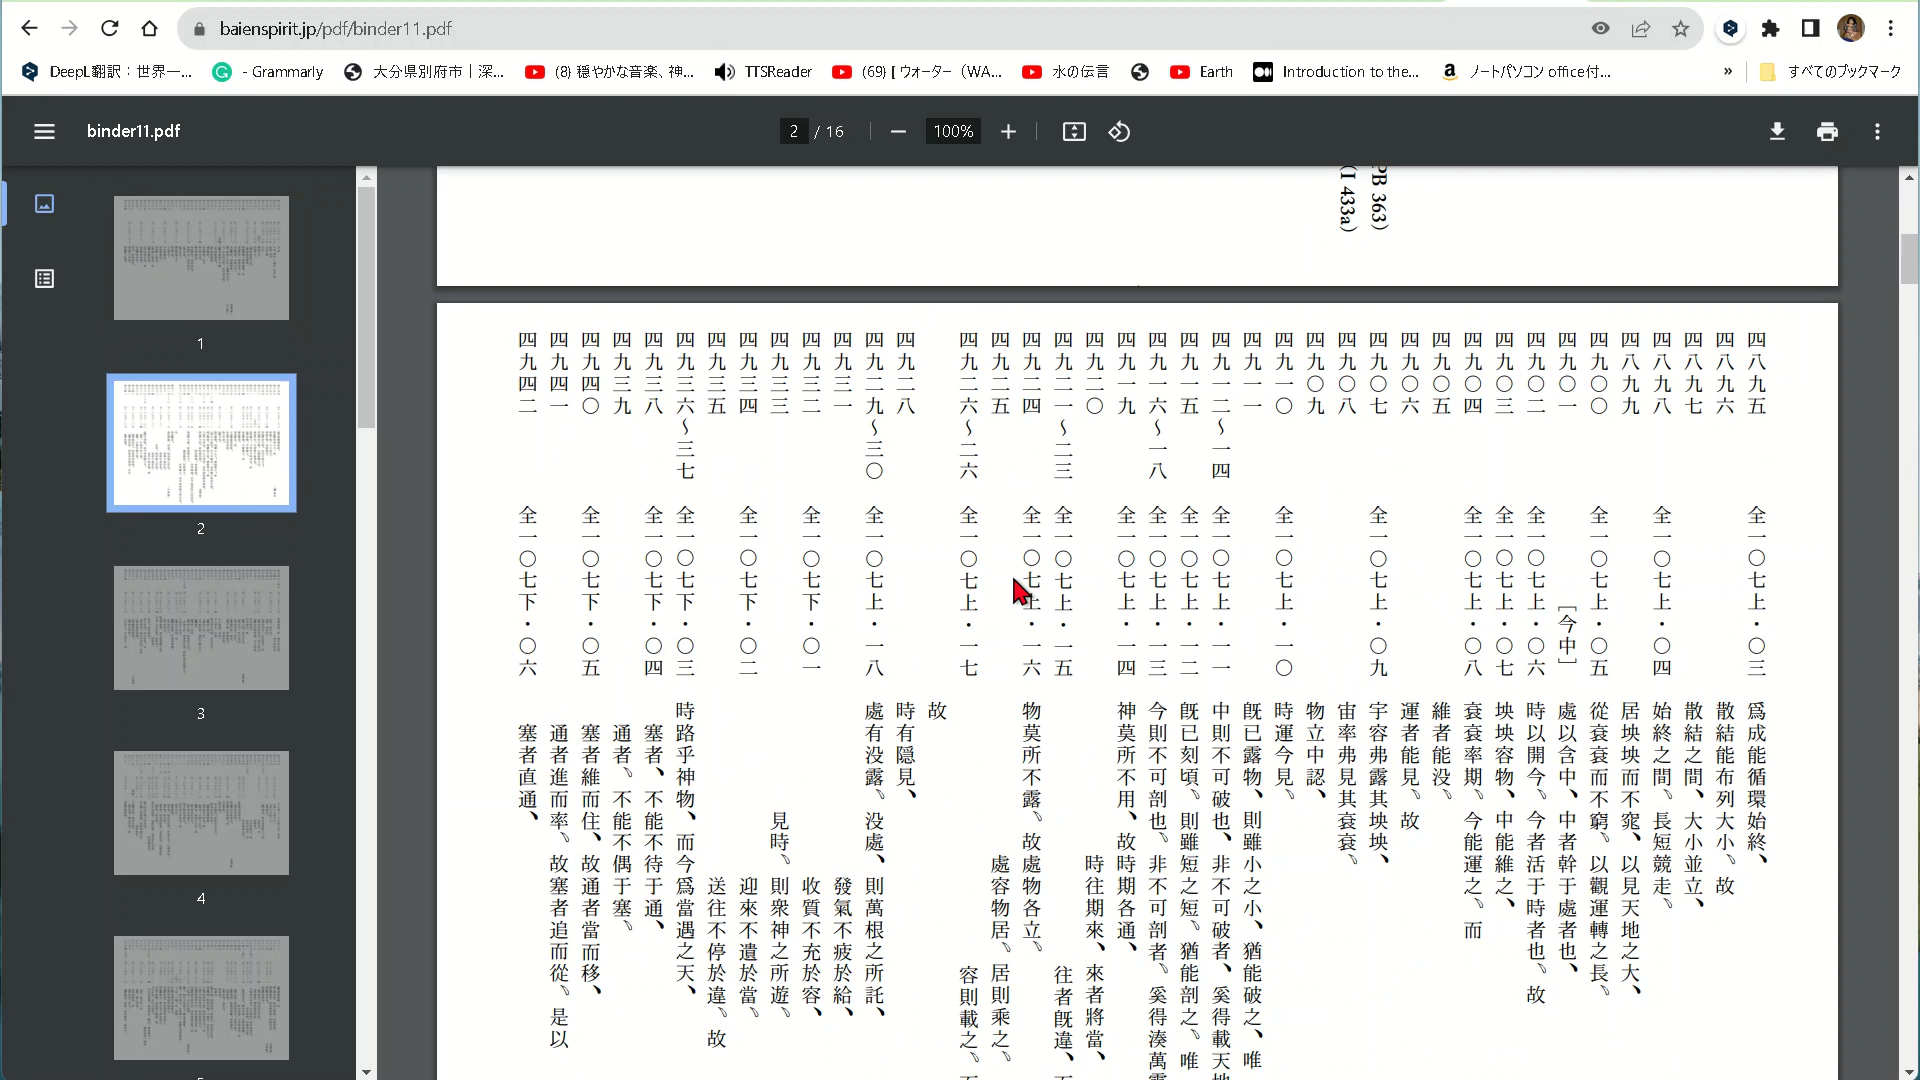 baienspirit.jp/pdf/binder11.pdf
DeepL翻訳：世界一...
- Grammarly
大分県別府市｜深...
(8) 穏やかな音楽、神...
TTSReader
(69) [ ウォーター（WA...
水の伝言
Earth
Introduction to the...
ノートパソコン office付...
»
すべてのブックマーク
binder11.pdf
2 / 16
100%
1
2
3
4
PB 363)
(I 433a)
四八九五 全一〇七上・〇三 爲成能循環始終、
四八九六 散結能布列大小。故
四八九七 散結之間、大小並立、
四八九八 全一〇七上・〇四 始終之間。長短競走。
四八九九 居坱坱而不窕、以見天地之大、
四九〇〇 全一〇七上・〇五 從袞袞而不窮。以觀運轉之長。
四九〇一 [今中] 處以含中、中者幹于處者也、
四九〇二 全一〇七上・〇六 時以開今。今者活于時者也。故
四九〇三 全一〇七上・〇七 坱坱容物、中能維之、
四九〇四 全一〇七上・〇八 袞袞率期。今能運之。而
四九〇五 維者能没。
四九〇六 運者能見。故
四九〇七 全一〇七上・〇九 宇容弗露其坱坱、
四九〇八 宙率弗見其袞袞。
四九〇九 物立中認、
四九一〇 全一〇七上・一〇 時運今見。
四九一一 旣已露物、則雖小之小、猶能破之、唯
四九一二〜一四 全一〇七上・一一 中則不可破也、非不可破者、奚得載天地
四九一五 全一〇七上・一二 旣已刻頃。則雖短之短。猶能剖之。唯
四九一六〜一八 全一〇七上・一三 今則不可剖也。非不可剖者。奚得湊萬
四九一九 全一〇七上・一四 神莫所不用、故時期各通、
四九二〇 時往期來、來者將當、
四九二一〜二三 全一〇七上・一五 往者旣違、
四九二四 全一〇七上・一六 物莫所不露。故處物各立。
四九二五 處容物居。居則乘之。
四九二六〜二六 全一〇七上・一七 容則載之。
故
四九二八 時有隠見、
四九二九〜三〇 全一〇七上・一八 處有没露。没處、則萬根之所託、
四九三一 發氣不疲於給、
四九三二 全一〇七下・〇一 收質不充於容、
四九三三 見時。則衆神之所遊。
四九三四 全一〇七下・〇二 迎來不遺於當。
四九三五 送往不停於違。故
四九三六〜三七 全一〇七下・〇三 時路乎神物、而今爲當遇之天、
四九三八 全一〇七下・〇四 塞者、不能不待于通、
四九三九 通者。不能不偶于塞。
四九四〇 全一〇七下・〇五 塞者維而住、故通者當而移、
四九四一 通者進而率。故塞者追而從。是以
四九四二 全一〇七下・〇六 塞者直通、